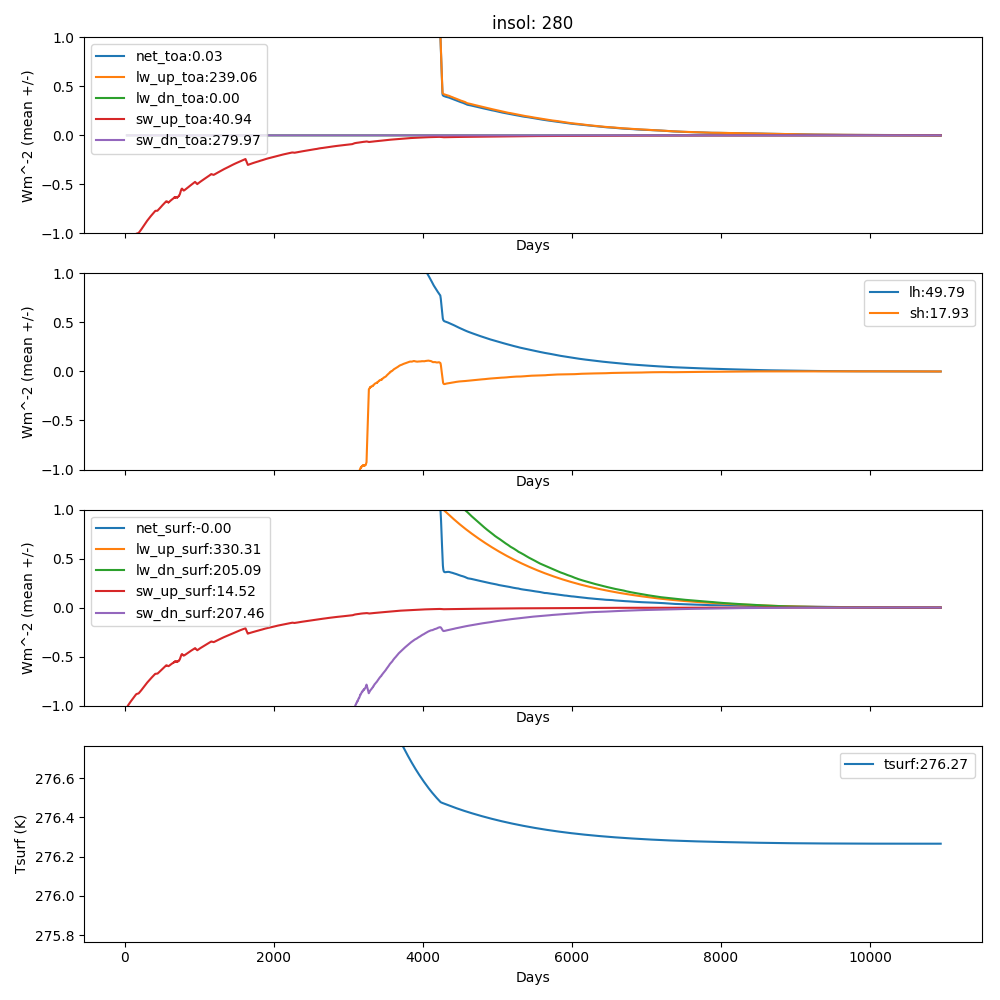 insol: 280
1.0
0.5
0.0
−0.5
−1.0
Wm^-2 (mean +/-)
net_toa:0.03
lw_up_toa:239.06
lw_dn_toa:0.00
sw_up_toa:40.94
sw_dn_toa:279.97
Days
1.0
0.5
0.0
−0.5
−1.0
Wm^-2 (mean +/-)
lh:49.79
sh:17.93
Days
1.0
0.5
0.0
−0.5
−1.0
Wm^-2 (mean +/-)
net_surf:-0.00
lw_up_surf:330.31
lw_dn_surf:205.09
sw_up_surf:14.52
sw_dn_surf:207.46
Days
276.6
276.4
276.2
276.0
275.8
Tsurf (K)
tsurf:276.27
0 2000 4000 6000 8000 10000
Days